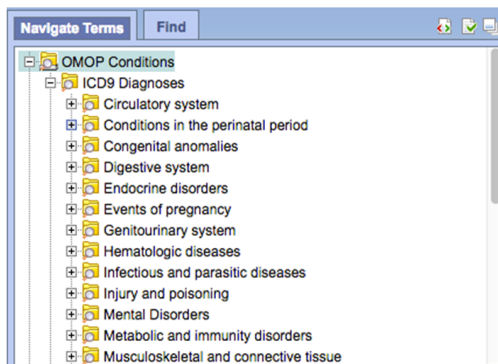 Navigate Terms Find
OMOP Conditions
ICD9 Diagnoses
Circulatory system
Conditions in the perinatal period
Congenital anomalies
Digestive system
Endocrine disorders
Events of pregnancy
Genitourinary system
Hematologic diseases
Infectious and parasitic diseases
Injury and poisoning
Mental Disorders
Metabolic and immunity disorders
Musculoskeletal and connective tissue